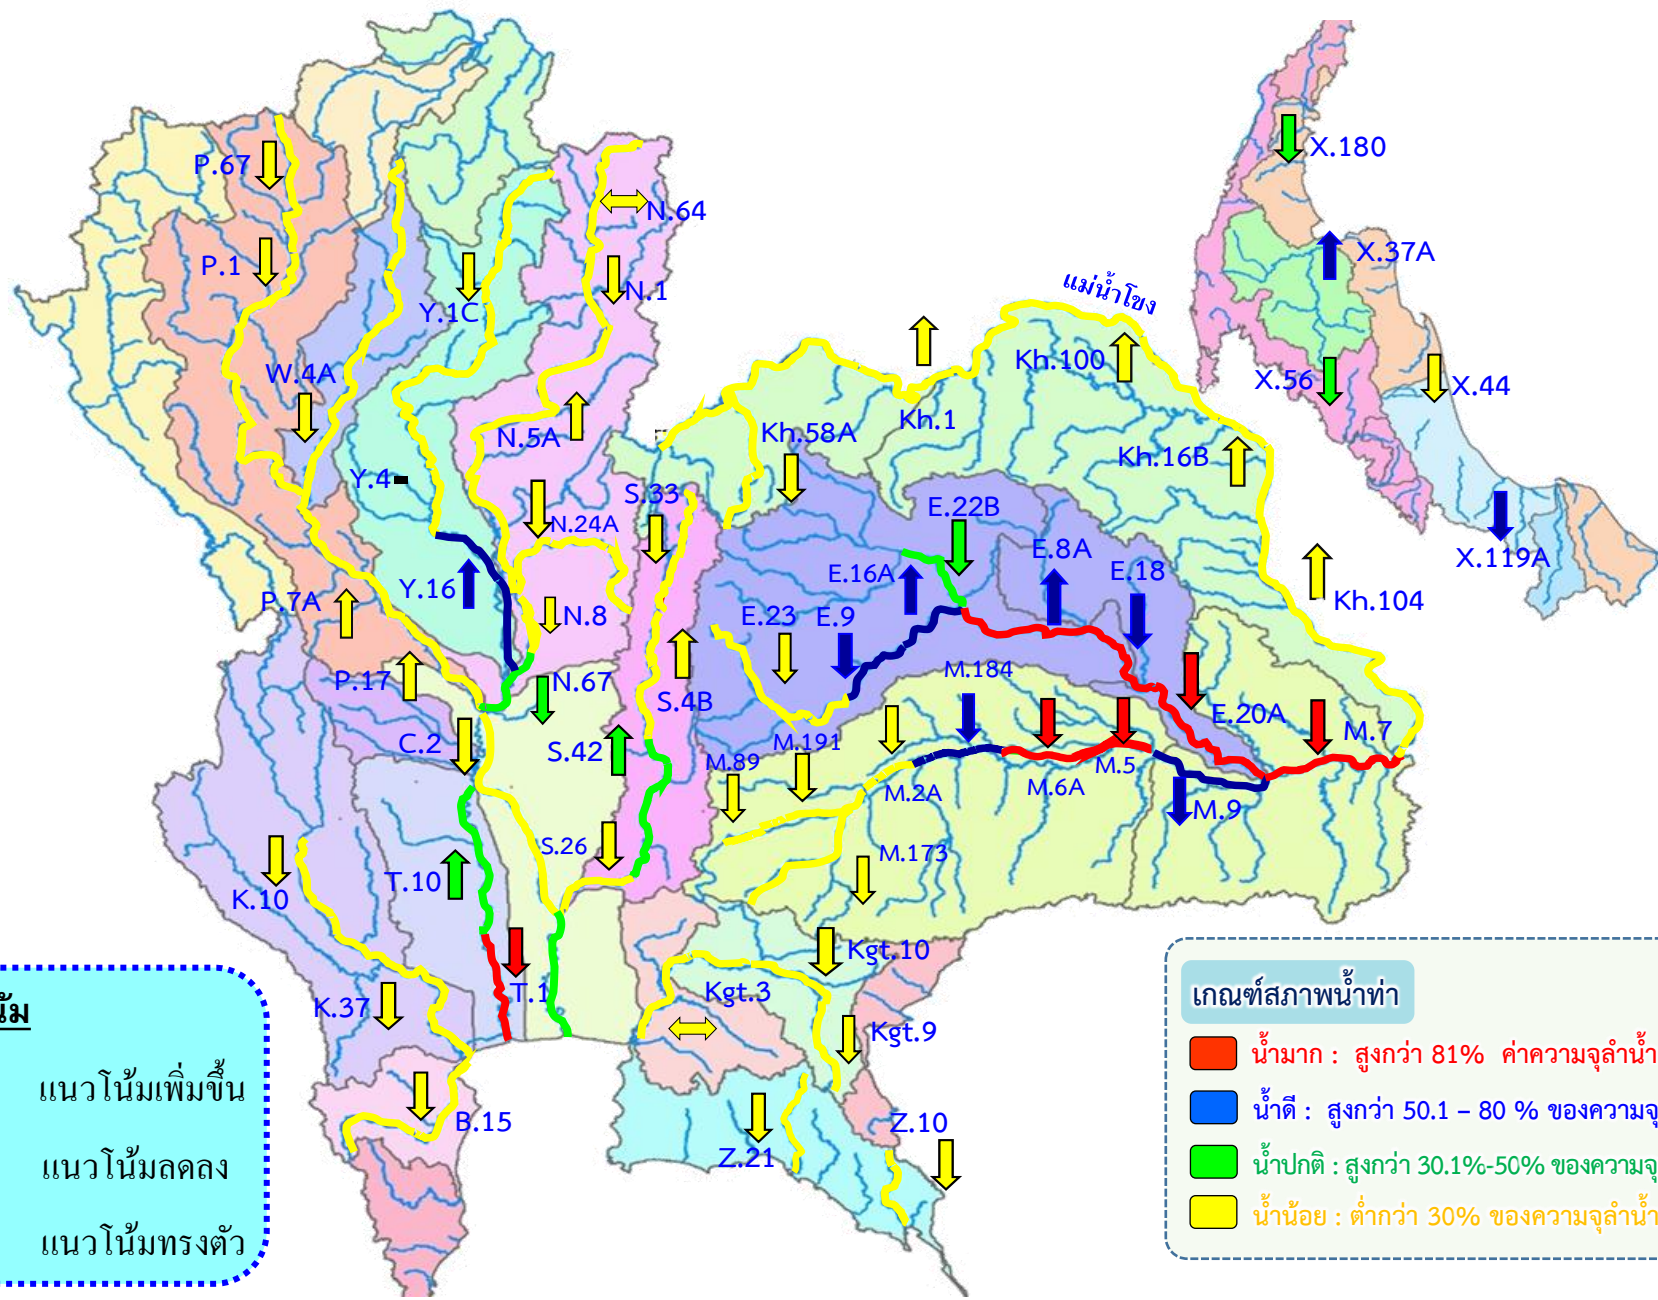 P.67
N.64
P.1
N.1
Y.1C
W.4A
N.5A
Y.4
N.24A
S.33
Y.16
P.7A
N.8
P.17
N.67
S.4B
C.2
S.42
S.26
T.10
K.10
T.1
K.37
B.15
แม่น้ำโขง
Kh.100
Kh.1
Kh.58A
Kh.16B
Kh.104
E.22B
E.8A
E.16A
E.18
E.23
E.9
E.20A
M.184
M.7
M.191
M.89
M.2A
M.6A
M.5
M.9
M.173
Kgt.10
Kgt.3
Kgt.9
Z.10
Z.21
X.180
X.37A
X.56
X.44
X.119A
แนวโน้มเพิ่มขึ้น
แนวโน้มลดลง
แนวโน้มทรงตัว
เกณฑ์สภาพน้ำท่า
น้ำมาก : สูงกว่า 81% ค่าความจุลำน้ำ
น้ำดี : สูงกว่า 50.1 – 80 % ของความจุ
น้ำปกติ : สูงกว่า 30.1%-50% ของความจุ
น้ำน้อย : ต่ำกว่า 30% ของความจุลำน้ำ